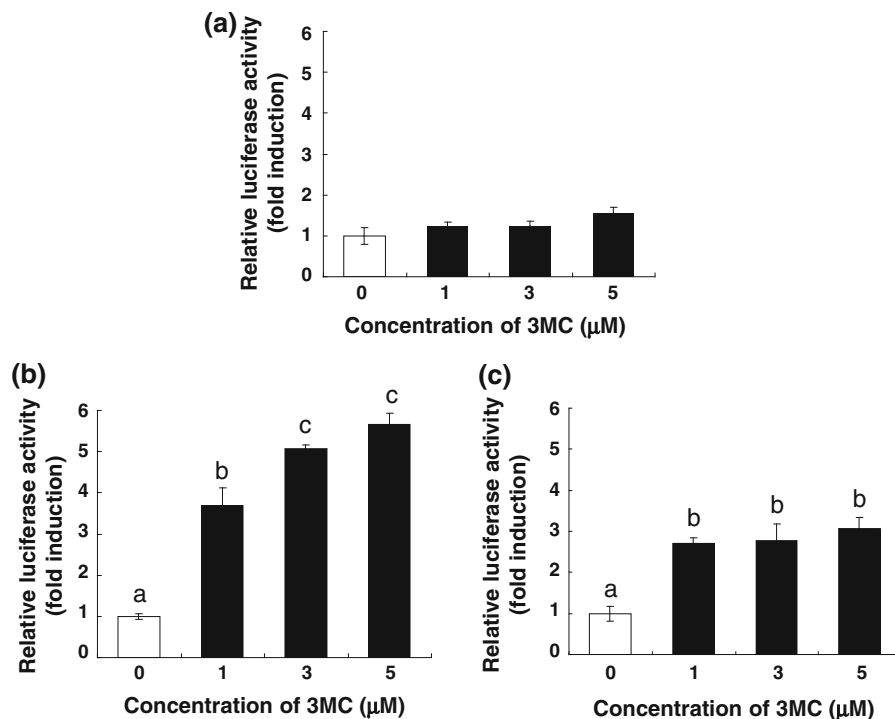 (a)
Relative luciferase activity
(fold induction)
6
5
4
3
2
1
0
0 1 3 5
Concentration of 3MC (μM)
(b)
Relative luciferase activity
(fold induction)
6
5
4
3
2
1
0
a b c c
0 1 3 5
Concentration of 3MC (μM)
(c)
Relative luciferase activity
(fold induction)
6
5
4
3
2
1
0
a b b b
0 1 3 5
Concentration of 3MC (μM)